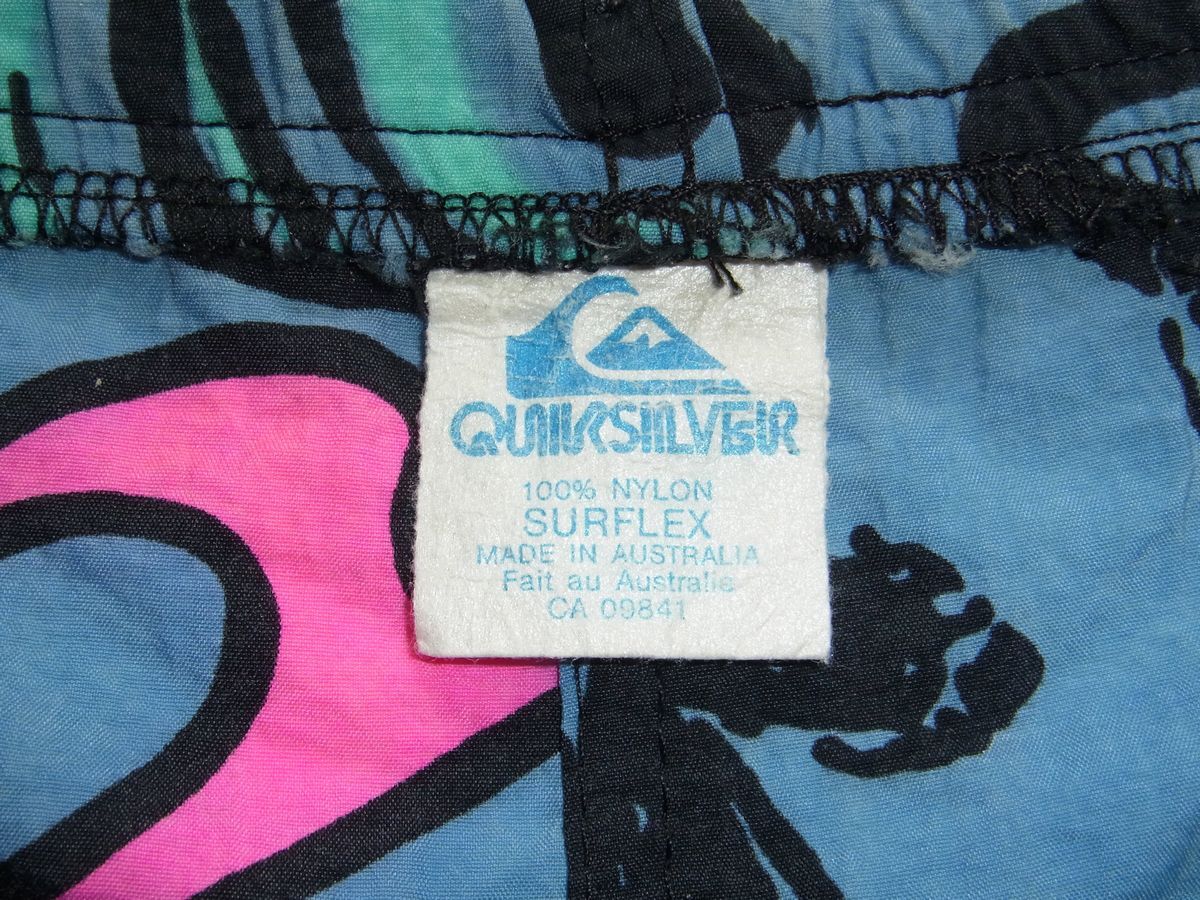 QUIKSILVER
100% NYLON
SURFLEX
MADE IN AUSTRALIA
Fait au Australie
CA 09841